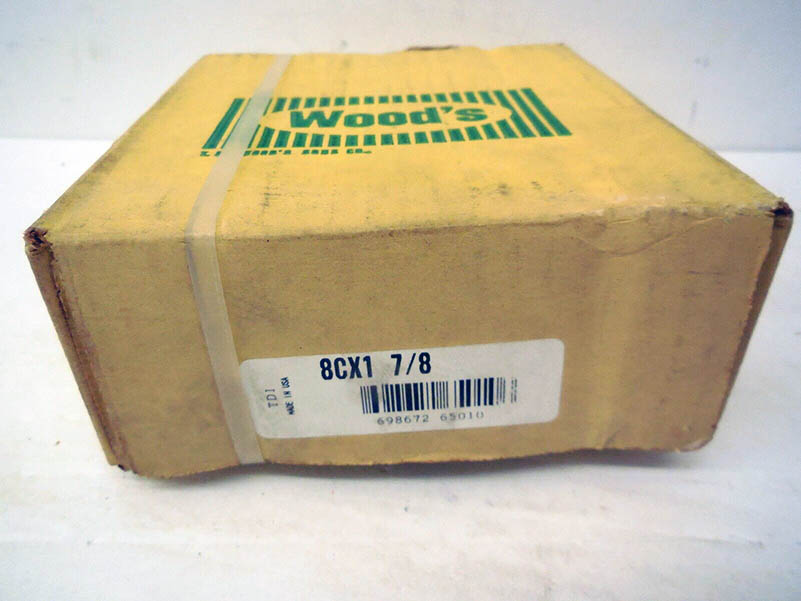 Wood's
8CX1 7/8
TDI
MADE IN USA
698672 65010